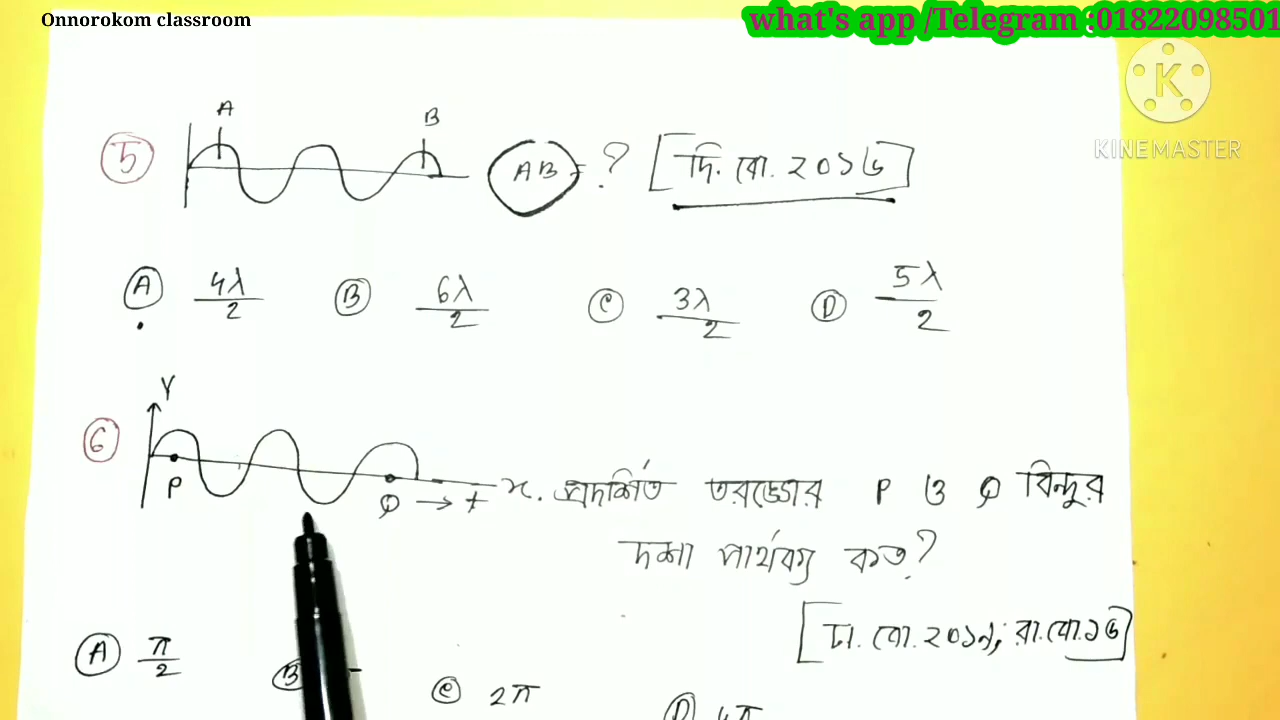 Onnorokom classroom
what's app /Telegram :01822098501
K
KINEMASTER
A B
5 AB = ? [দি. বো. ২০১৬]
A 4λ/2 B 6λ/2 C 3λ/2 D 5λ/2
Y
6 P Q → t x. প্রদর্শিত তরঙ্গের P ও Q বিন্দুর
দশা পার্থক্য কত?
[ঢা. বো. ২০১৭; রা.বো.১৬]
A π/2 B C 2π D 4π